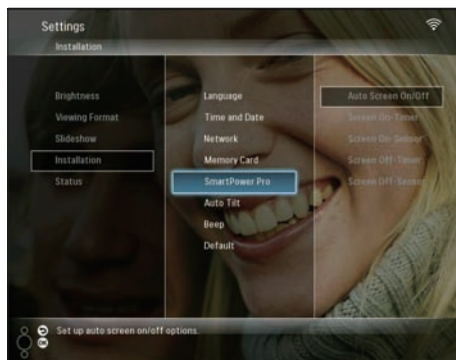 Settings
Installation
Brightness
Viewing Format
Slideshow
Installation
Status
Language
Time and Date
Network
Memory Card
SmartPower Pro
Auto Tilt
Beep
Default
Auto Screen On/Off
Screen On-Timer
Screen On-Sensor
Screen Off-Timer
Screen Off-Sensor
Set up auto screen on/off options.
OK